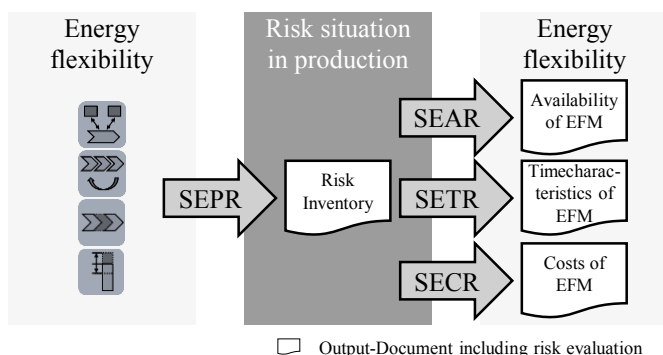 Energy
flexibility
Risk situation
in production
Energy
flexibility
SEPR
Risk
Inventory
SEAR
Availability
of EFM
SETR
Timecharac-
teristics of
EFM
SECR
Costs of
EFM
Output-Document including risk evaluation